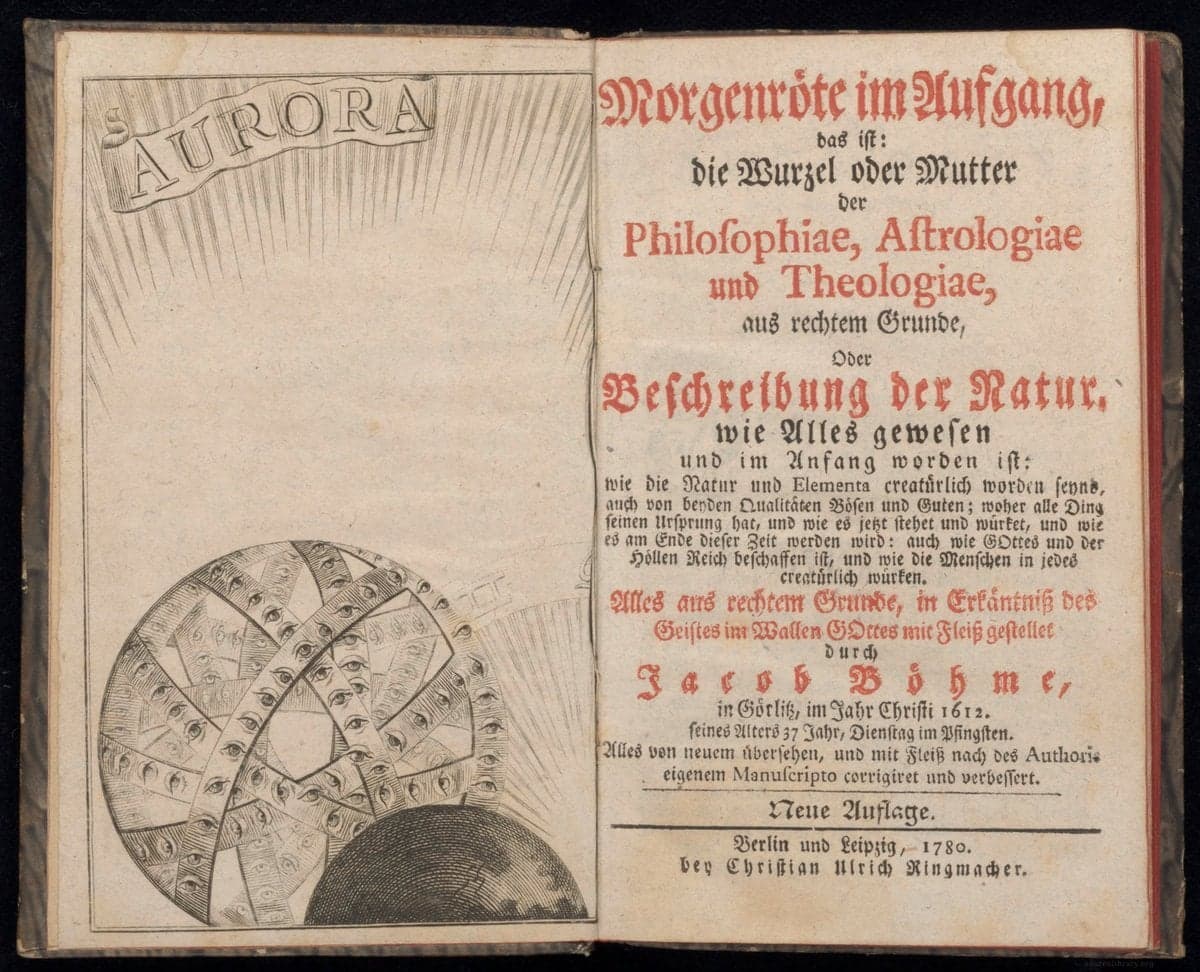 AURORA
Morgenröte im Aufgang,
das ist:
die Wurzel oder Mutter
der
Philoſophiae, Aſtrologiae
und Theologiae,
aus rechtem Grunde,
Oder
Beſchreibung der Natur.
wie Alles geweſen
und im Anfang worden iſt:
wie die Natur und Elementa creatürlich worden ſeynd,
auch von beyden Qualitäten Böſen und Guten; woher alle Ding
ſeinen Urſprung hat, und wie es jetzt ſtehet und würket, und wie
es am Ende dieſer Zeit werden wird: auch wie GOttes und der
Höllen Reich beſchaffen iſt, und wie die Menſchen in jedes
creatürlich würken.
Alles aus rechtem Grunde, in Erkäntniß des
Geiſtes im Wallen GOttes mit Fleiß geſtellet
durch
Jacob Böhme,
in Görlitz, im Jahr Chriſti 1612.
ſeines Alters 37 Jahr, Dienſtag im Pfingſten.
Alles von neuem überſehen, und mit Fleiß nach des Authoris
eigenem Manuſcripto corrigiret und verbeſſert.
Neue Auflage.
Berlin und Leipzig, 1780.
bey Chriſtian Ulrich Ringmacher.